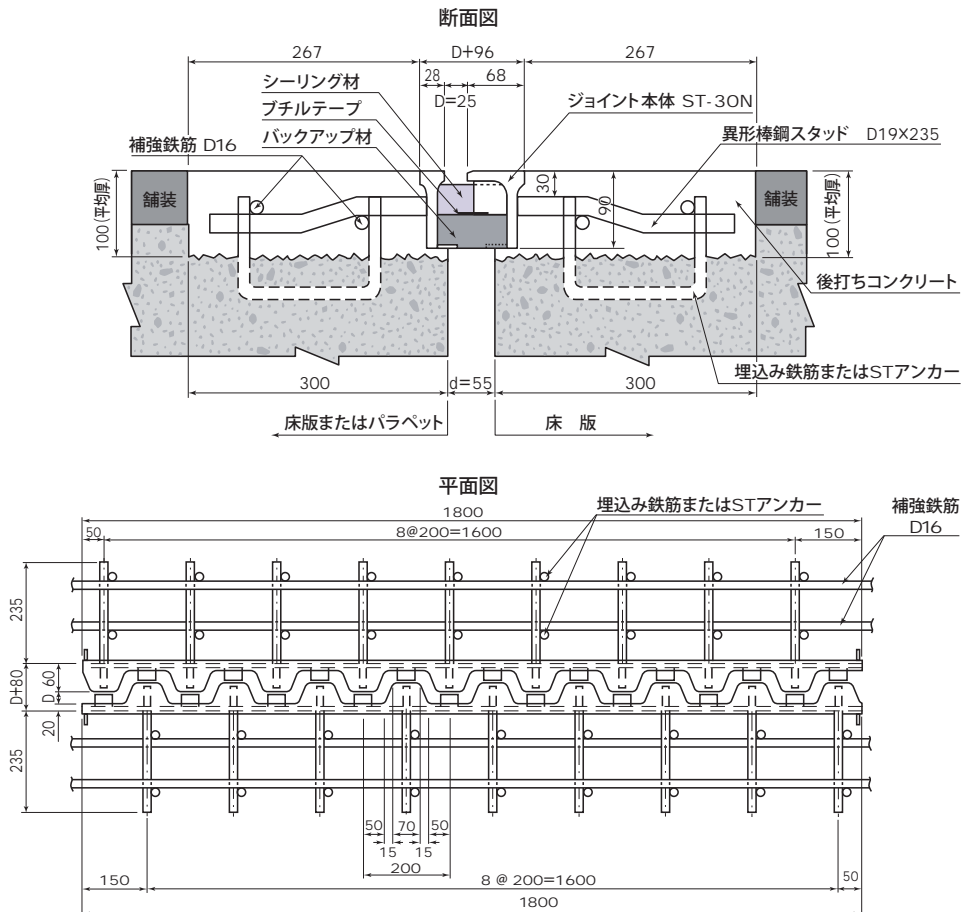 断面図
267
D+96
267
28
68
D=25
シーリング材
ブチルテープ
バックアップ材
補強鉄筋 D16
ジョイント本体 ST-30N
異形棒鋼スタッド D19X235
舗装
舗装
30
90
100(平均厚)
100(平均厚)
後打ちコンクリート
埋込み鉄筋またはSTアンカー
300
d=55
300
床版またはパラペット
床 版
平面図
1800
埋込み鉄筋またはSTアンカー
補強鉄筋
D16
50
8@200=1600
150
235
D+80
D
60
20
235
50
70
50
15
15
200
150
8 @ 200=1600
50
1800